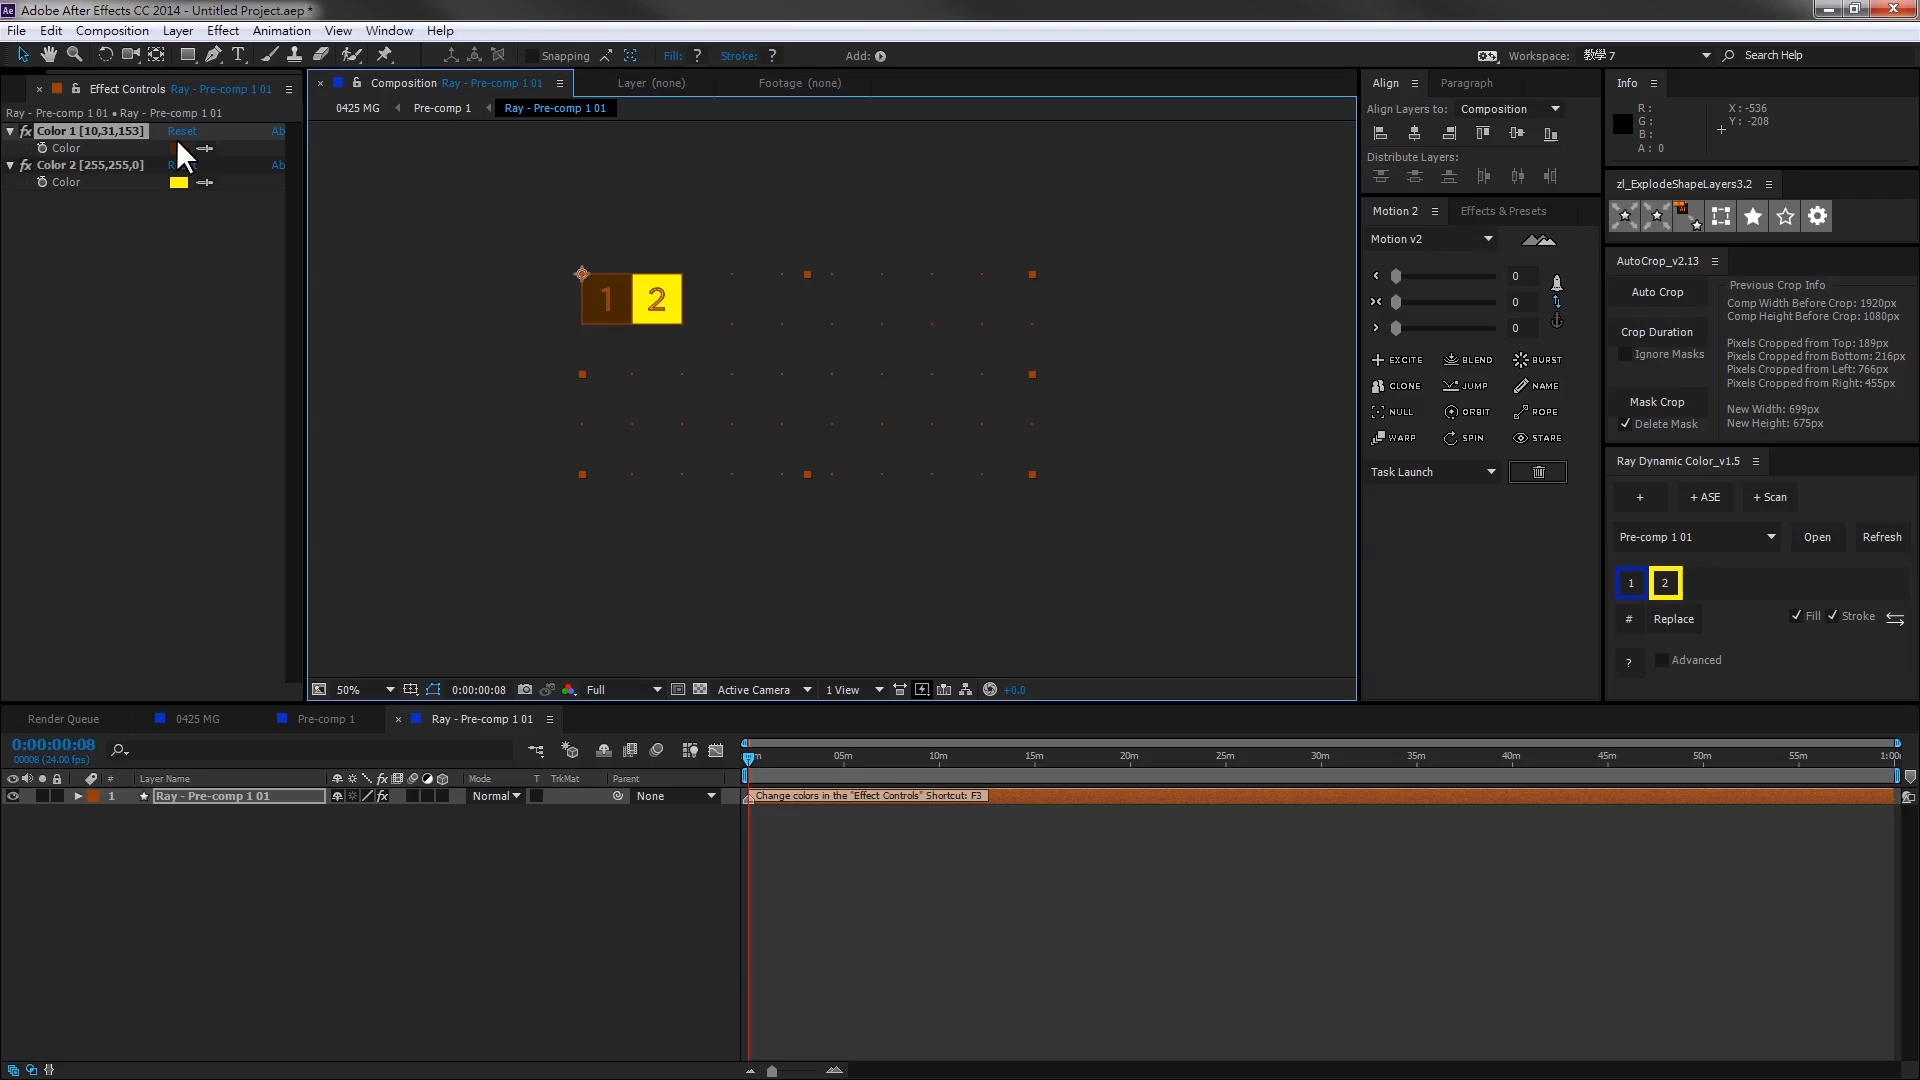 Ae Adobe After Effects CC 2014 - Untitled Project.aep *
File Edit Composition Layer Effect Animation View Window Help
T Snapping Fill: ? Stroke: ? Add: Workspace: 教學 7 Search Help
Effect Controls Ray - Pre-comp 1 01
Ray - Pre-comp 1 01 • Ray - Pre-comp 1 01
fx Color 1 [10,31,153] Reset Ab
Color
fx Color 2 [255,255,0] Ab
Color
Composition Ray - Pre-comp 1 01 Layer (none) Footage (none)
0425 MG Pre-comp 1 Ray - Pre-comp 1 01
1 2
50% 0:00:00:08 Full Active Camera 1 View +0.0
Align Paragraph
Align Layers to: Composition
Distribute Layers:
Motion 2 Effects & Presets
Motion v2
0
0
0
EXCITE BLEND BURST
CLONE JUMP NAME
NULL ORBIT ROPE
WARP SPIN STARE
Task Launch
Info
R : X : -536
G : Y : -208
B :
A : 0
zl_ExplodeShapeLayers3.2
AutoCrop_v2.13
Auto Crop
Crop Duration
Ignore Masks
Mask Crop
Delete Mask
Previous Crop Info
Comp Width Before Crop: 1920px
Comp Height Before Crop: 1080px
Pixels Cropped from Top: 189px
Pixels Cropped from Bottom: 216px
Pixels Cropped from Left: 766px
Pixels Cropped from Right: 455px
New Width: 699px
New Height: 675px
Ray Dynamic Color_v1.5
+ + ASE + Scan
Pre-comp 1 01 Open Refresh
1 2
# Replace Fill Stroke
? Advanced
Render Queue 0425 MG Pre-comp 1 Ray - Pre-comp 1 01
0:00:00:08
00008 (24.00 fps)
05m 10m 15m 20m 25m 30m 35m 40m 45m 50m 55m
# Layer Name fx Mode T TrkMat Parent
1 Ray - Pre-comp 1 01 fx Normal None Change colors in the "Effect Controls" Shortcut: F3